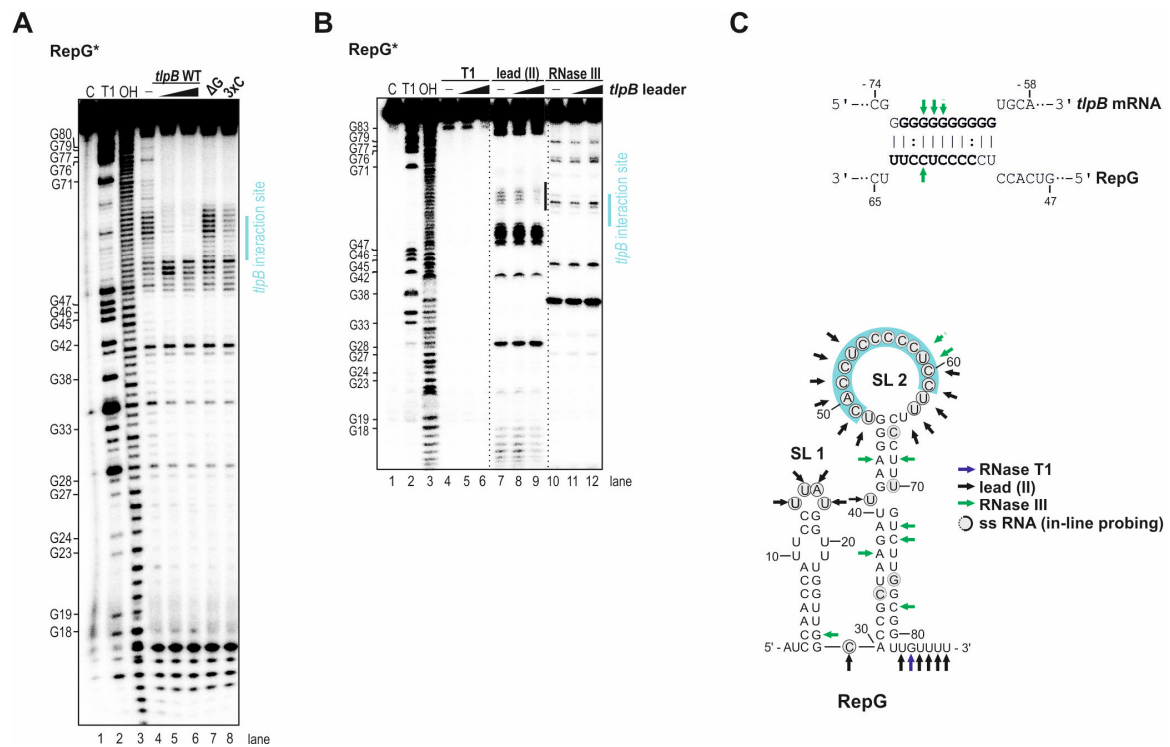 A
RepG*
tlpB WT
C T1 OH – ΔG 3xC
G80
G79
G77
G76
G71
G47
G46
G45
G42
G38
G33
G28
G27
G24
G23
G19
G18
tlpB interaction site
1 2 3 4 5 6 7 8 lane
B
RepG*
T1 lead (II) RNase III
C T1 OH – – – tlpB leader
G83
G79
G77
G76
G71
G47
G46
G45
G42
G38
G33
G28
G27
G24
G23
G19
G18
tlpB interaction site
1 2 3 4 5 6 7 8 9 10 11 12 lane
C
-74 -58
5' -··CG UGCA··-3' tlpB mRNA
GGGGGGGGGGG
UUCCUCCCCCU
3'-··CU CCACUG-5' RepG
65 47
SL 2
60
50
SL 1
70
40
20
10
30
80
5' - AUC
- 3'
RNase T1
lead (II)
RNase III
ss RNA (in-line probing)
RepG